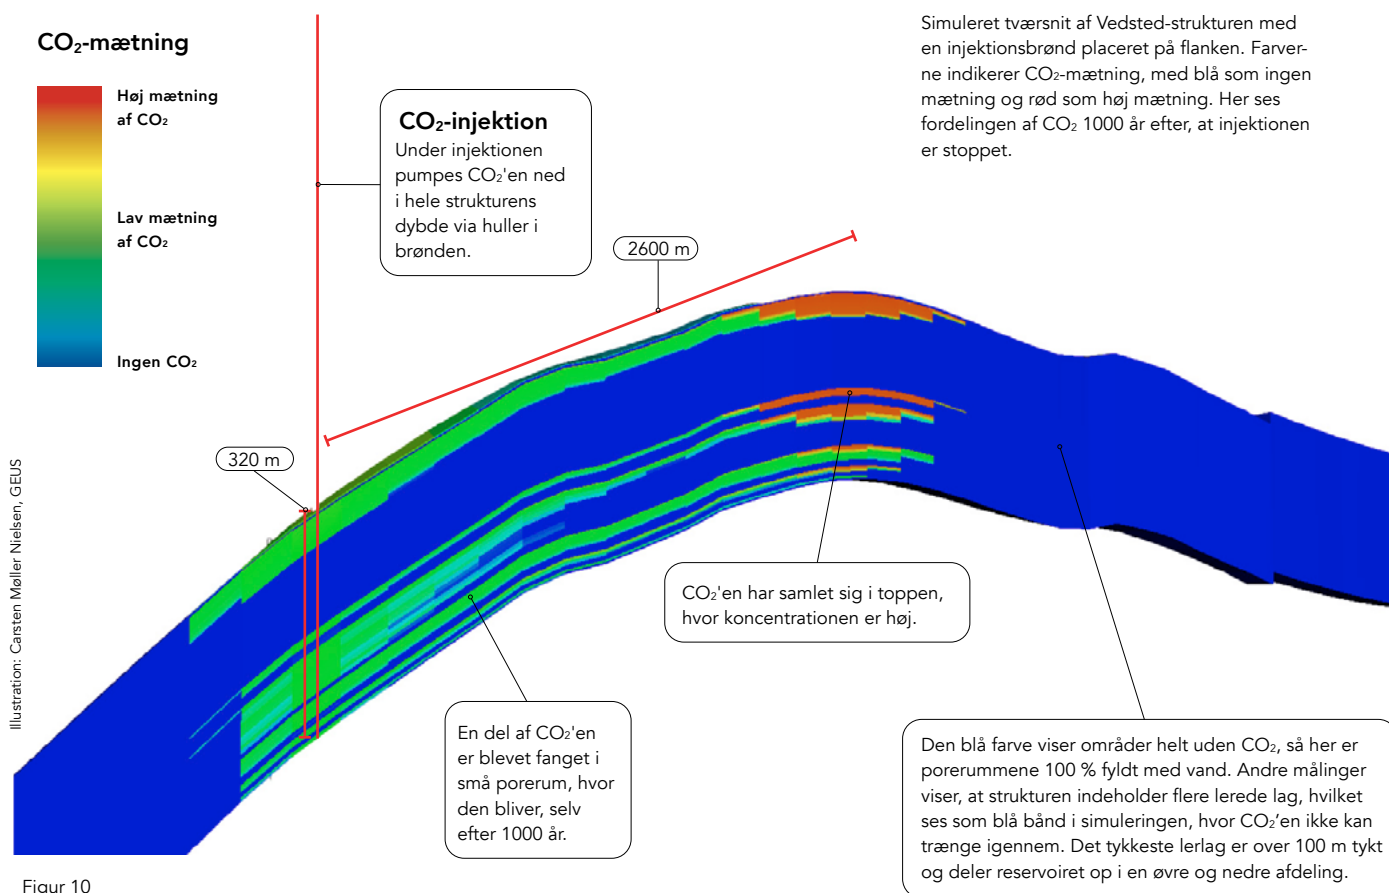 CO₂-mætning
Høj mætning
af CO₂
Lav mætning
af CO₂
Ingen CO₂
CO₂-injektion
Under injektionen
pumpes CO₂'en ned
i hele strukturens
dybde via huller i
brønden.
Simuleret tværsnit af Vedsted-strukturen med
en injektionsbrønd placeret på flanken. Farver-
ne indikerer CO₂-mætning, med blå som ingen
mætning og rød som høj mætning. Her ses
fordelingen af CO₂ 1000 år efter, at injektionen
er stoppet.
2600 m
320 m
CO₂'en har samlet sig i toppen,
hvor koncentrationen er høj.
En del af CO₂'en
er blevet fanget i
små porerum, hvor
den bliver, selv
efter 1000 år.
Den blå farve viser områder helt uden CO₂, så her er
porerummene 100 % fyldt med vand. Andre målinger
viser, at strukturen indeholder flere lerede lag, hvilket
ses som blå bånd i simuleringen, hvor CO₂'en ikke kan
trænge igennem. Det tykkeste lerlag er over 100 m tykt
og deler reservoiret op i en øvre og nedre afdeling.
Illustration: Carsten Møller Nielsen, GEUS
Figur 10